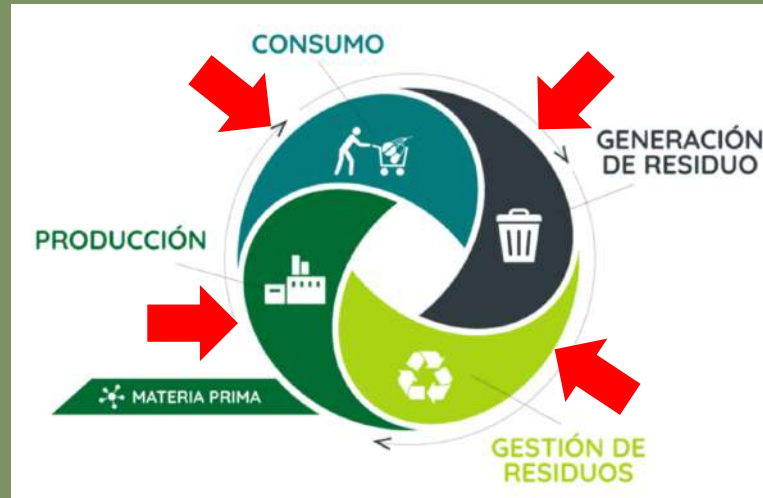 CONSUMO
GENERACIÓN
DE RESIDUO
PRODUCCIÓN
MATERIA PRIMA
GESTIÓN DE
RESIDUOS